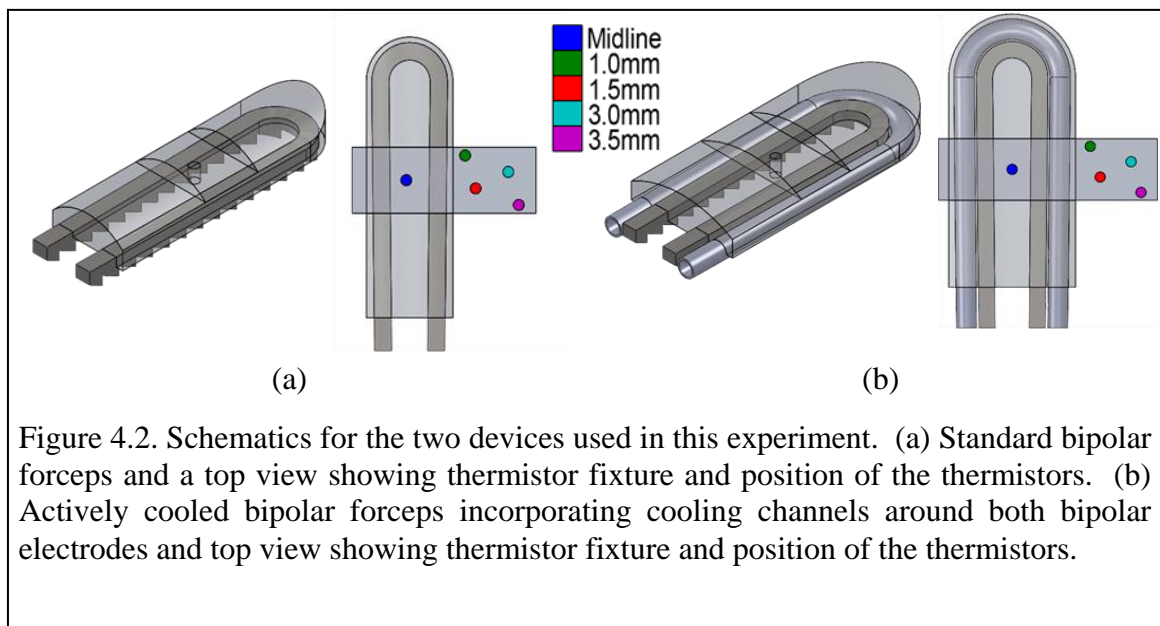 Midline
1.0mm
1.5mm
3.0mm
3.5mm
(a)
(b)
Figure 4.2. Schematics for the two devices used in this experiment. (a) Standard bipolar
forceps and a top view showing thermistor fixture and position of the thermistors. (b)
Actively cooled bipolar forceps incorporating cooling channels around both bipolar
electrodes and top view showing thermistor fixture and position of the thermistors.